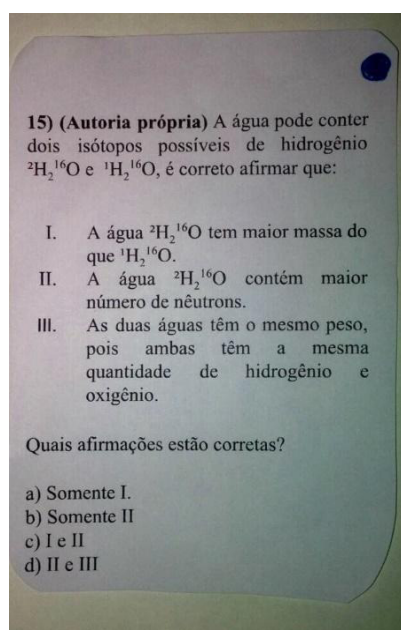 15) (Autoria própria) A água pode conter
dois isótopos possíveis de hidrogênio
²H₂¹⁶O e ¹H₂¹⁶O, é correto afirmar que:
I. A água ²H₂¹⁶O tem maior massa do
que ¹H₂¹⁶O.
II. A água ²H₂¹⁶O contém maior
número de nêutrons.
III. As duas águas têm o mesmo peso,
pois ambas têm a mesma
quantidade de hidrogênio e
oxigênio.
Quais afirmações estão corretas?
a) Somente I.
b) Somente II
c) I e II
d) II e III